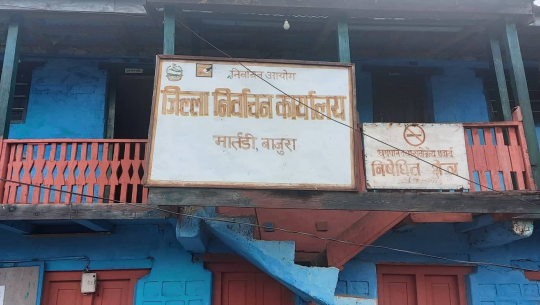 निर्वाचन आयोग
जिल्ला निर्वाचन कार्यालय
मार्तडी, बाजुरा
निषेधित क्षेत्र